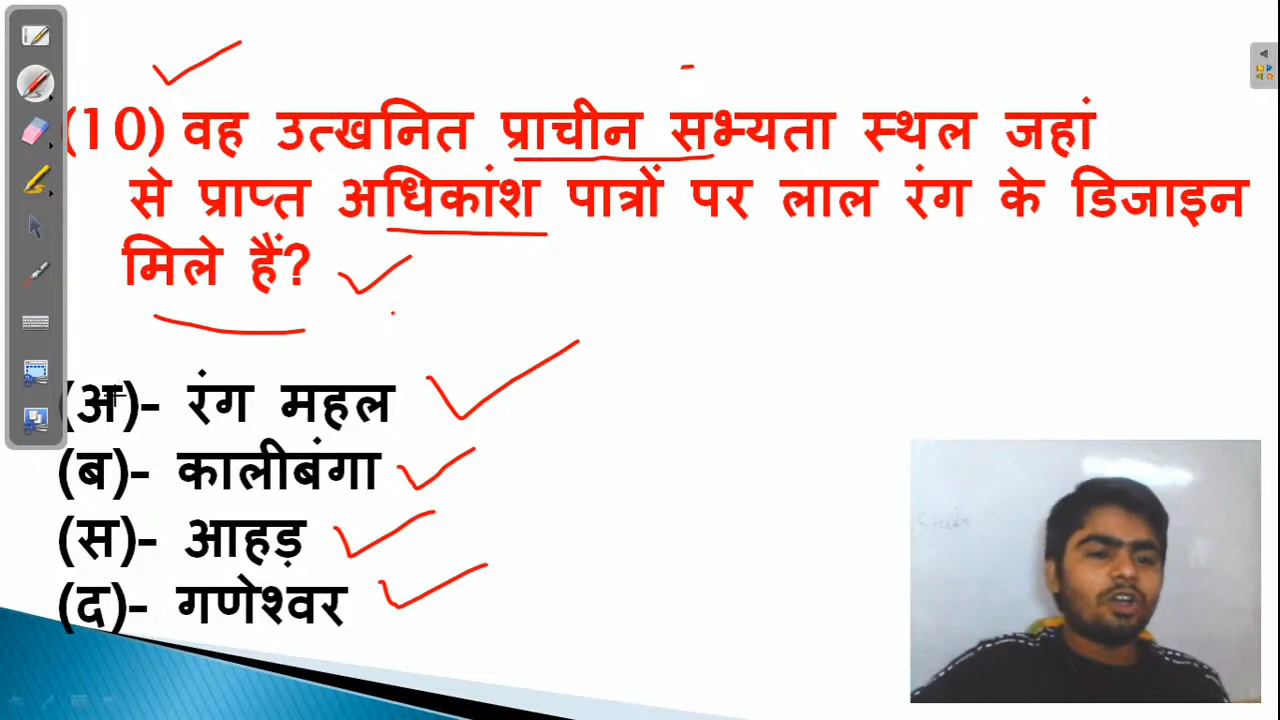 (10) वह उत्खनित प्राचीन सभ्यता स्थल जहां
से प्राप्त अधिकांश पात्रों पर लाल रंग के डिजाइन
मिले हैं?
(अ)- रंग महल
(ब)- कालीबंगा
(स)- आहड़
(द)- गणेश्वर